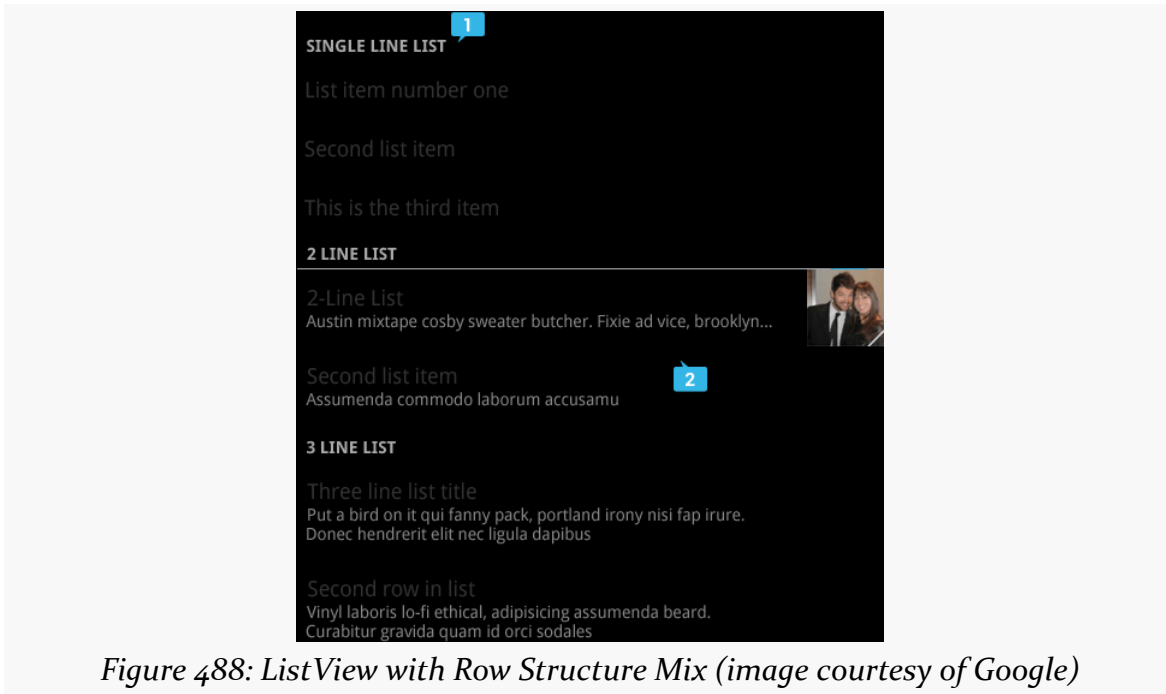 1
SINGLE LINE LIST
List item number one
Second list item
This is the third item
2 LINE LIST
2-Line List
Austin mixtape cosby sweater butcher. Fixie ad vice, brooklyn...
Second list item
2
Assumenda commodo laborum accusamu
3 LINE LIST
Three line list title
Put a bird on it qui fanny pack, portland irony nisi fap irure.
Donec hendrerit elit nec ligula dapibus
Second row in list
Vinyl laboris lo-fi ethical, adipisicing assumenda beard.
Curabitur gravida quam id orci sodales
Figure 488: ListView with Row Structure Mix (image courtesy of Google)